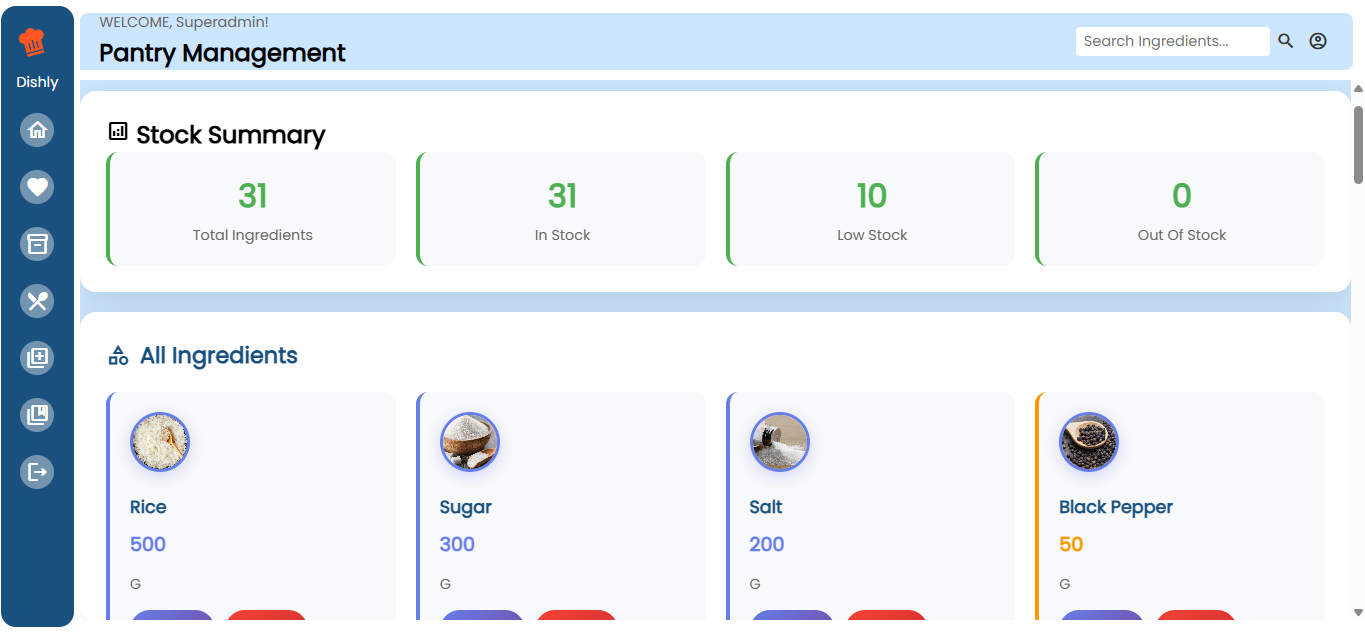 WELCOME, Superadmin!
Pantry Management
Search Ingredients...
Dishly
Stock Summary
31
Total Ingredients
31
In Stock
10
Low Stock
0
Out Of Stock
All Ingredients
Rice
500
G
Sugar
300
G
Salt
200
G
Black Pepper
50
G